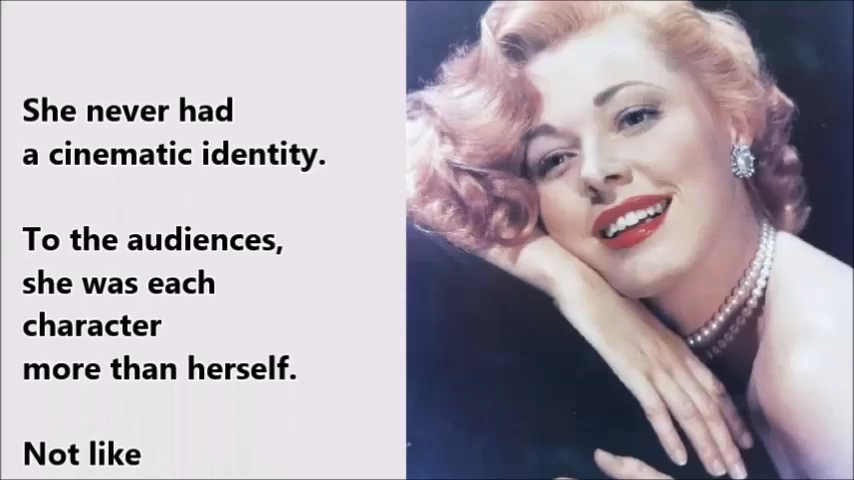 She never had
a cinematic identity.
To the audiences,
she was each
character
more than herself.
Not like